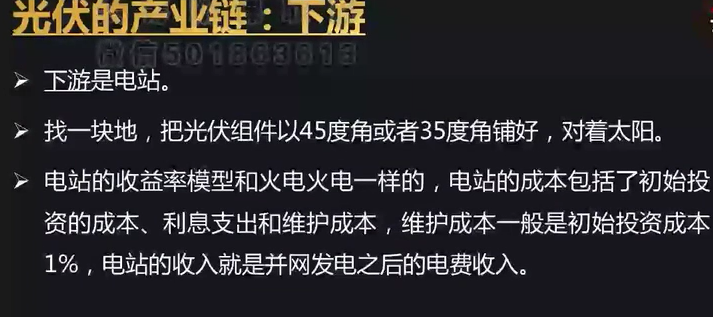 光伏的产业链：下游
微信501863613
➢ 下游是电站。
➢ 找一块地，把光伏组件以45度角或者35度角铺好，对着太阳。
➢ 电站的收益率模型和火电火电一样的，电站的成本包括了初始投
资的成本、利息支出和维护成本，维护成本一般是初始投资成本
1%，电站的收入就是并网发电之后的电费收入。